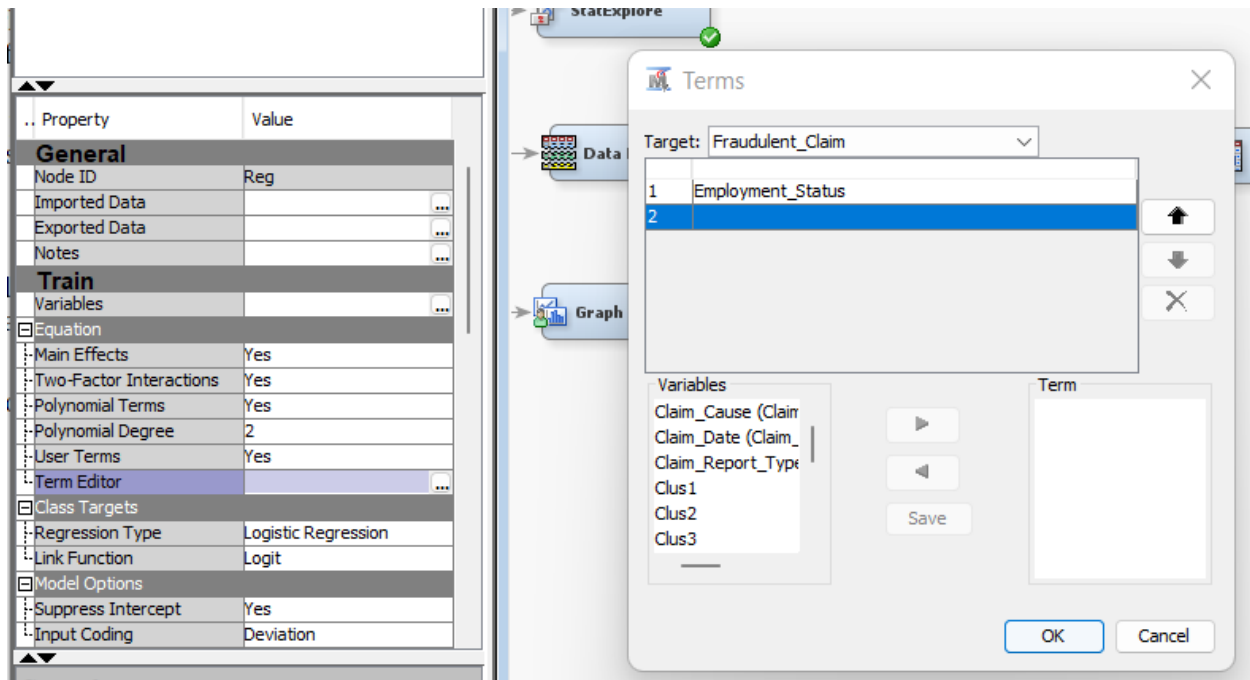 StatExplore
.. Property Value
General
Node ID Reg
Imported Data ...
Exported Data ...
Notes ...
Train
Variables ...
Equation
Main Effects Yes
Two-Factor Interactions Yes
Polynomial Terms Yes
Polynomial Degree 2
User Terms Yes
Term Editor ...
Class Targets
Regression Type Logistic Regression
Link Function Logit
Model Options
Suppress Intercept Yes
Input Coding Deviation
Data
Graph
Terms
Target: Fraudulent_Claim
1 Employment_Status
2
Variables
Claim_Cause (Claim
Claim_Date (Claim_
Claim_Report_Type
Clus1
Clus2
Clus3
Save
Term
OK Cancel